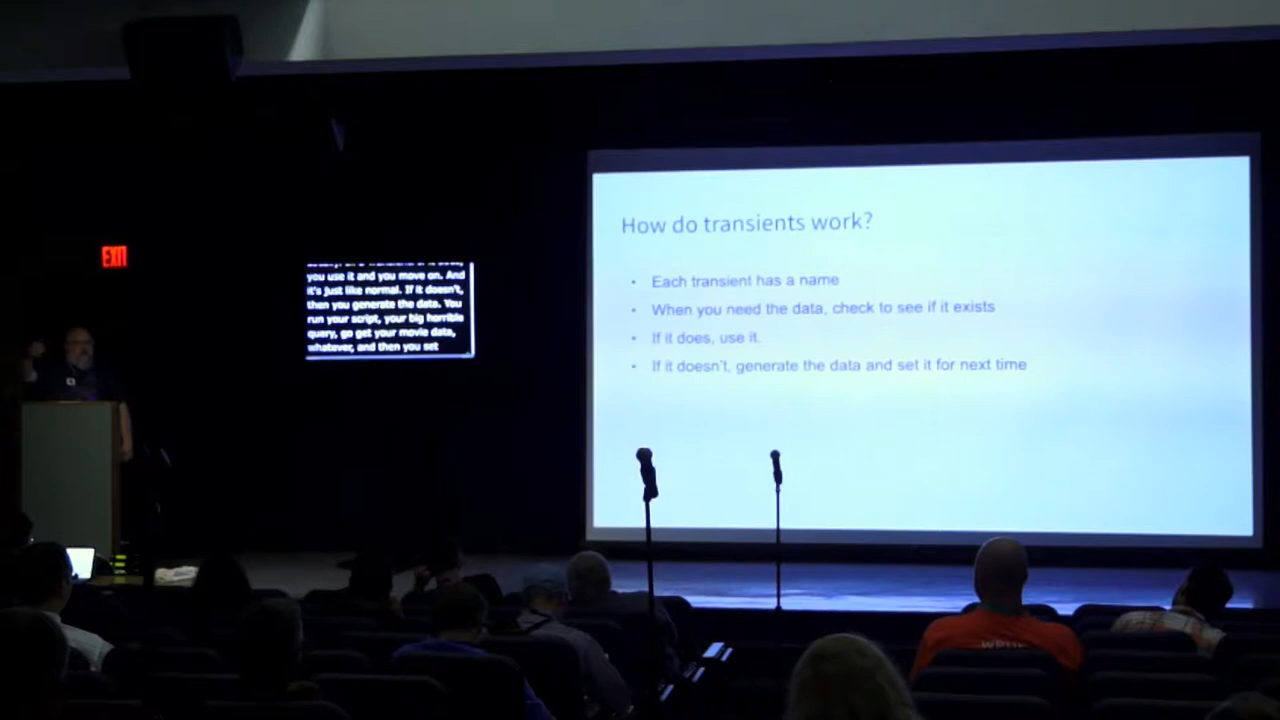 EXIT
you use it and you move on. And
it's just like normal. If it doesn't,
then you generate the data. You
run your script, your big horrible
query, go get your movie data,
whatever, and then you set
How do transients work?
• Each transient has a name
• When you need the data, check to see if it exists
• If it does, use it.
• If it doesn't, generate the data and set it for next time